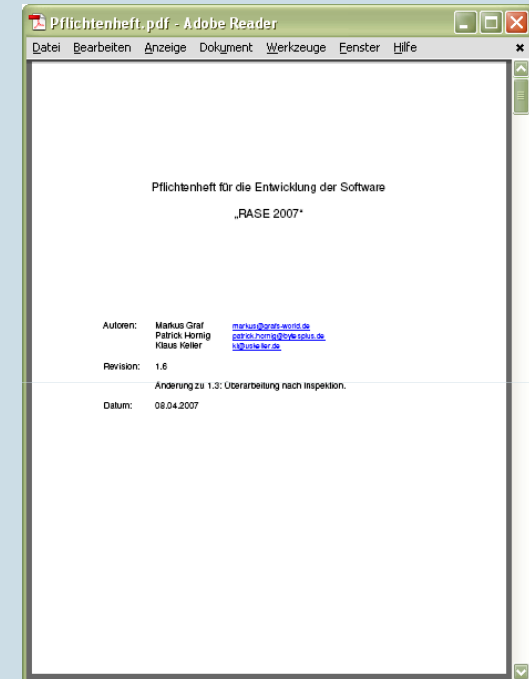 Pflichtenheft.pdf - Adobe Reader
Datei Bearbeiten Anzeige Dokument Werkzeuge Fenster Hilfe
Pflichtenheft für die Entwicklung der Software
„RASE 2007“
Autoren: Markus Graf markus@grafs-world.de
Patrick Hornig patrick.hornig@bytesplus.de
Klaus Keller kl@uskeller.de
Revision: 1.6
Änderung zu 1.3: Überarbeitung nach Inspektion.
Datum: 08.04.2007